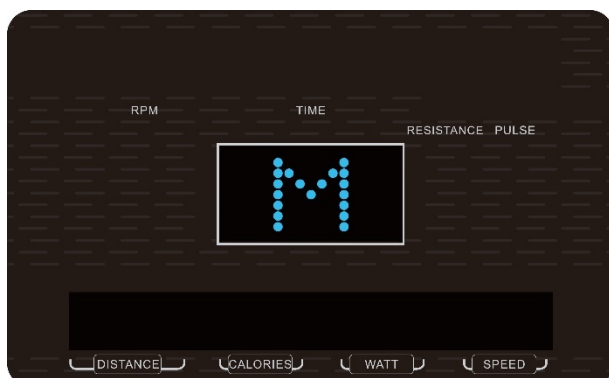 RPM TIME
RESISTANCE PULSE
M
DISTANCE CALORIES WATT SPEED